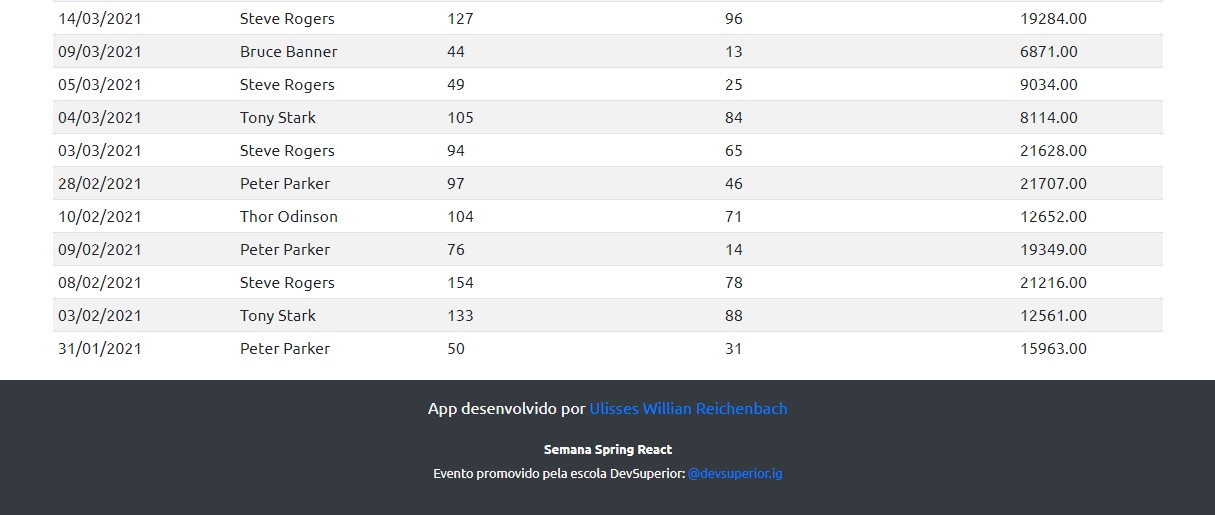 14/03/2021 Steve Rogers 127 96 19284.00
09/03/2021 Bruce Banner 44 13 6871.00
05/03/2021 Steve Rogers 49 25 9034.00
04/03/2021 Tony Stark 105 84 8114.00
03/03/2021 Steve Rogers 94 65 21628.00
28/02/2021 Peter Parker 97 46 21707.00
10/02/2021 Thor Odinson 104 71 12652.00
09/02/2021 Peter Parker 76 14 19349.00
08/02/2021 Steve Rogers 154 78 21216.00
03/02/2021 Tony Stark 133 88 12561.00
31/01/2021 Peter Parker 50 31 15963.00
App desenvolvido por Ulisses Willian Reichenbach
Semana Spring React
Evento promovido pela escola DevSuperior: @devsuperior.ig